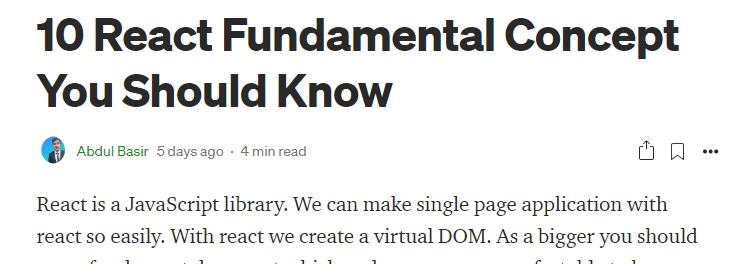 10 React Fundamental Concept
You Should Know
Abdul Basir 5 days ago · 4 min read
React is a JavaScript library. We can make single page application with
react so easily. With react we create a virtual DOM. As a bigger you should